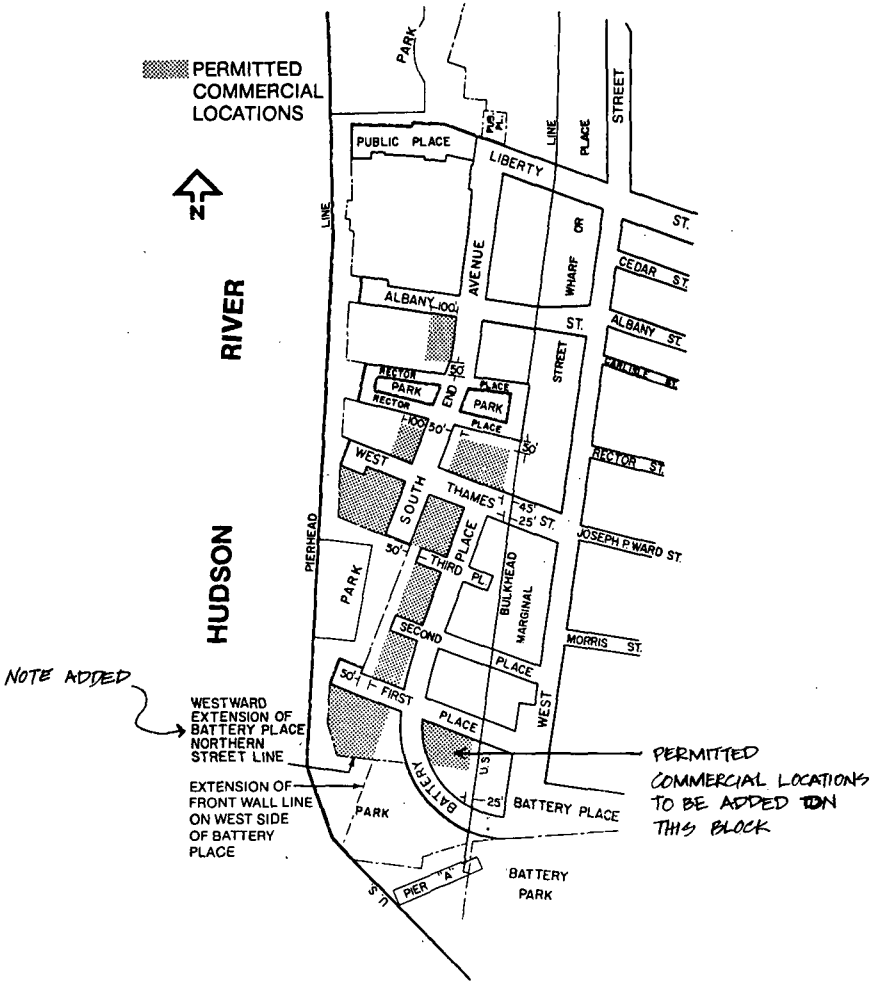 PERMITTED
COMMERCIAL
LOCATIONS
PARK
STREET
LINE
PLACE
PUB.
PL.
PUBLIC PLACE
LIBERTY
ST.
N
LINE
RIVER
AVENUE
OR
WHARF
CEDAR
ST.
ALBANY
100'
ST.
ALBANY
ST.
STREET
CARLISLE ST.
50'
RECTOR
PLACE
PARK
END
PARK
RECTOR
PLACE
100'
50'
50'
RECTOR ST.
WEST
SOUTH
THAMES
ST.
45'
25'
PLACE
JOSEPH P. WARD ST.
PIERHEAD
HUDSON
50'
THIRD PL.
PARK
BULKHEAD
MARGINAL
SECOND
PLACE
MORRIS ST.
NOTE ADDED
50'
FIRST
PLACE
WEST
WESTWARD
EXTENSION OF
BATTERY PLACE
NORTHERN
STREET LINE
U.S.
PERMITTED
COMMERCIAL LOCATIONS
TO BE ADDED ON
THIS BLOCK
EXTENSION OF
FRONT WALL LINE
ON WEST SIDE
OF BATTERY
PLACE
BATTERY
25'
BATTERY PLACE
PARK
PIER "A"
U.S.
BATTERY
PARK